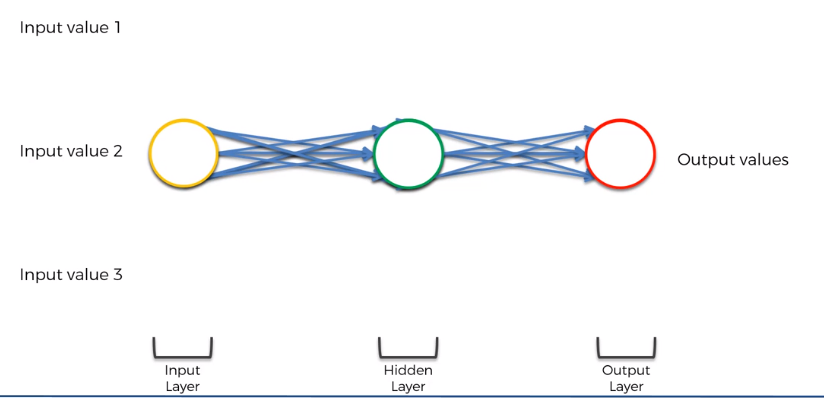 Input value 1
Input value 2
Output values
Input value 3
Input
Layer
Hidden
Layer
Output
Layer